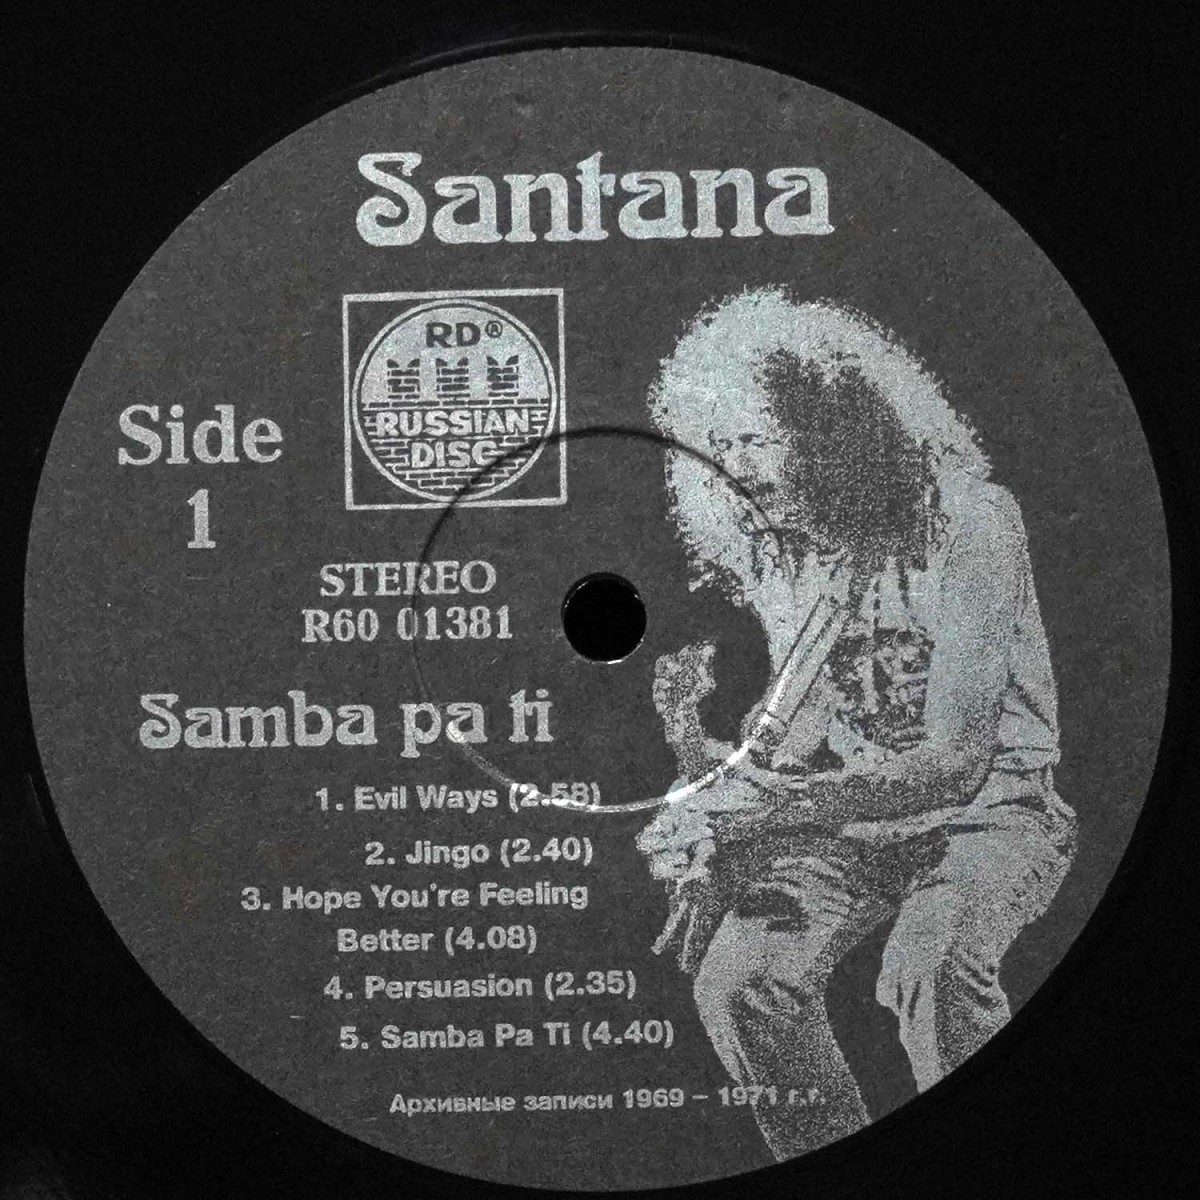 Santana
RD®
RUSSIAN
DISC
Side
1
STEREO
R60 01381
Samba pa ti
1. Evil Ways (2.58)
2. Jingo (2.40)
3. Hope You're Feeling
Better (4.08)
4. Persuasion (2.35)
5. Samba Pa Ti (4.40)
Архивные записи 1969 – 1971 г.г.